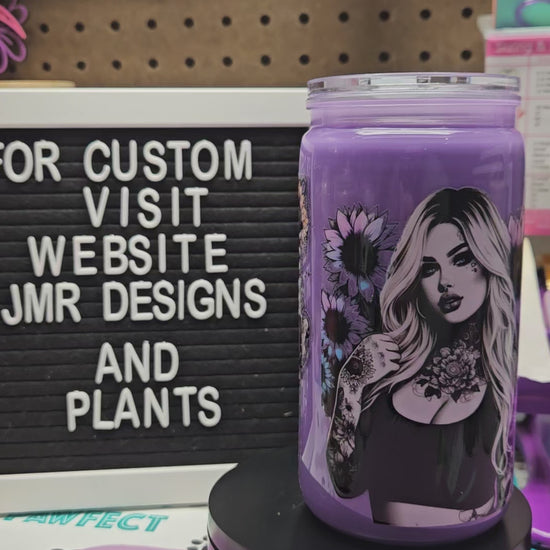 FOR CUSTOM
VISIT
WEBSITE
JMR DESIGNS
AND
PLANTS
PAWFECT